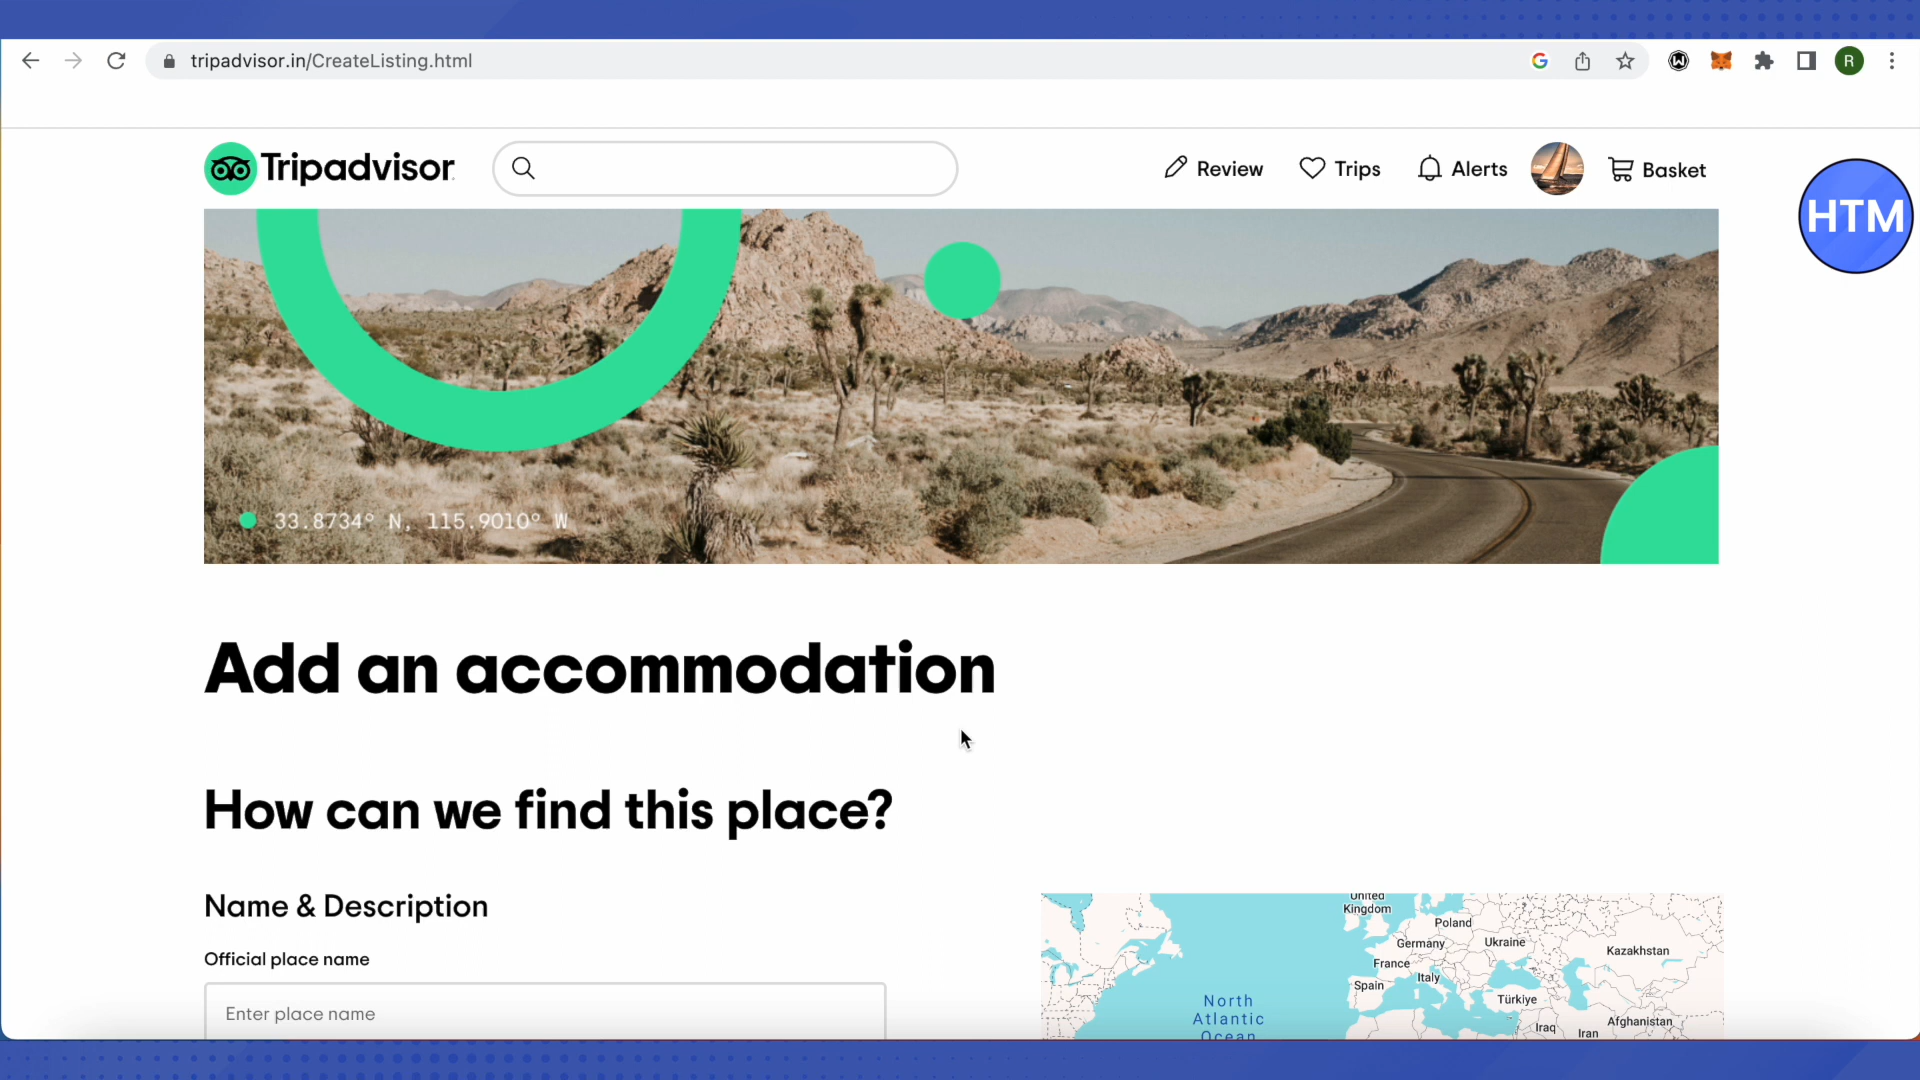 tripadvisor.in/CreateListing.html
R
Tripadvisor
Review
Trips
Alerts
Basket
HTM
33.8734° N, 115.9010° W
Add an accommodation
How can we find this place?
Name & Description
Official place name
Enter place name
United
Kingdom
Poland
Germany
Ukraine
Kazakhstan
France
Italy
Spain
Türkiye
North
Atlantic
Ocean
Iraq
Iran
Afghanistan